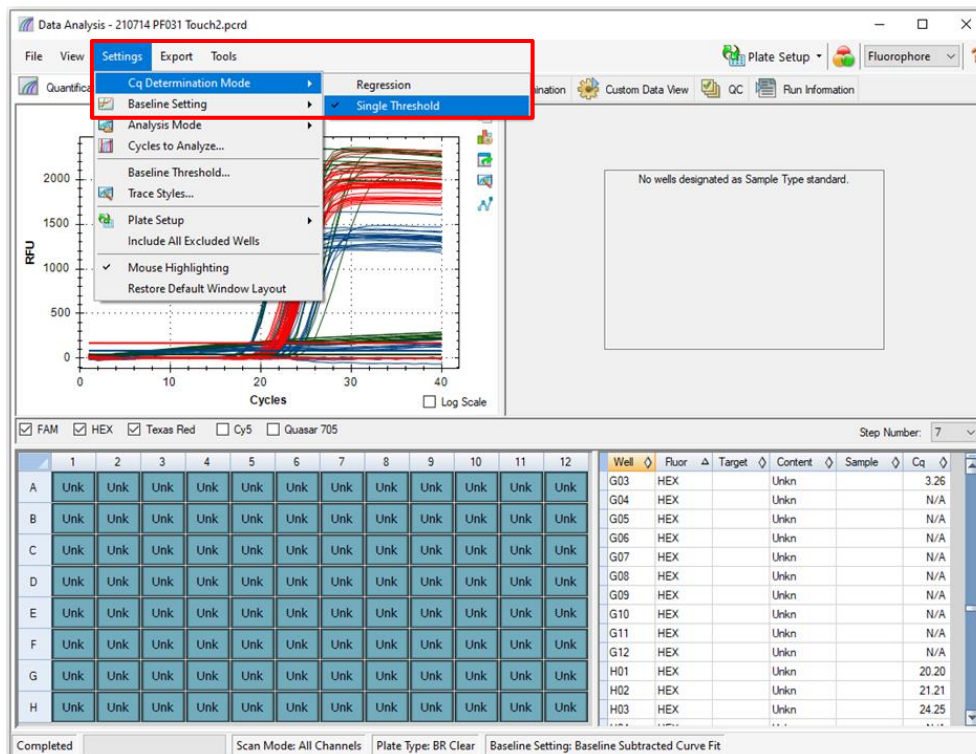 Data Analysis - 210714 PF031 Touch2.pcrd
File View Settings Export Tools
Plate Setup
Fluorophore
Quantifica
Custom Data View
QC
Run Information
Cq Determination Mode
Baseline Setting
Analysis Mode
Cycles to Analyze...
Baseline Threshold...
Trace Styles...
Plate Setup
Include All Excluded Wells
Mouse Highlighting
Restore Default Window Layout
Regression
Single Threshold
No wells designated as Sample Type standard.
RFU
2000
1500
1000
500
0
0 10 20 30 40
Cycles
Log Scale
FAM HEX Texas Red Cy5 Quasar 705
Step Number: 7
1 2 3 4 5 6 7 8 9 10 11 12
A Unk Unk Unk Unk Unk Unk Unk Unk Unk Unk Unk Unk
B Unk Unk Unk Unk Unk Unk Unk Unk Unk Unk Unk Unk
C Unk Unk Unk Unk Unk Unk Unk Unk Unk Unk Unk Unk
D Unk Unk Unk Unk Unk Unk Unk Unk Unk Unk Unk Unk
E Unk Unk Unk Unk Unk Unk Unk Unk Unk Unk Unk Unk
F Unk Unk Unk Unk Unk Unk Unk Unk Unk Unk Unk Unk
G Unk Unk Unk Unk Unk Unk Unk Unk Unk Unk Unk Unk
H Unk Unk Unk Unk Unk Unk Unk Unk Unk Unk Unk Unk
Well Fluor Target Content Sample Cq
G03 HEX Unkn 3.26
G04 HEX Unkn N/A
G05 HEX Unkn N/A
G06 HEX Unkn N/A
G07 HEX Unkn N/A
G08 HEX Unkn N/A
G09 HEX Unkn N/A
G10 HEX Unkn N/A
G11 HEX Unkn N/A
G12 HEX Unkn N/A
H01 HEX Unkn 20.20
H02 HEX Unkn 21.21
H03 HEX Unkn 24.25
Completed
Scan Mode: All Channels
Plate Type: BR Clear
Baseline Setting: Baseline Subtracted Curve Fit